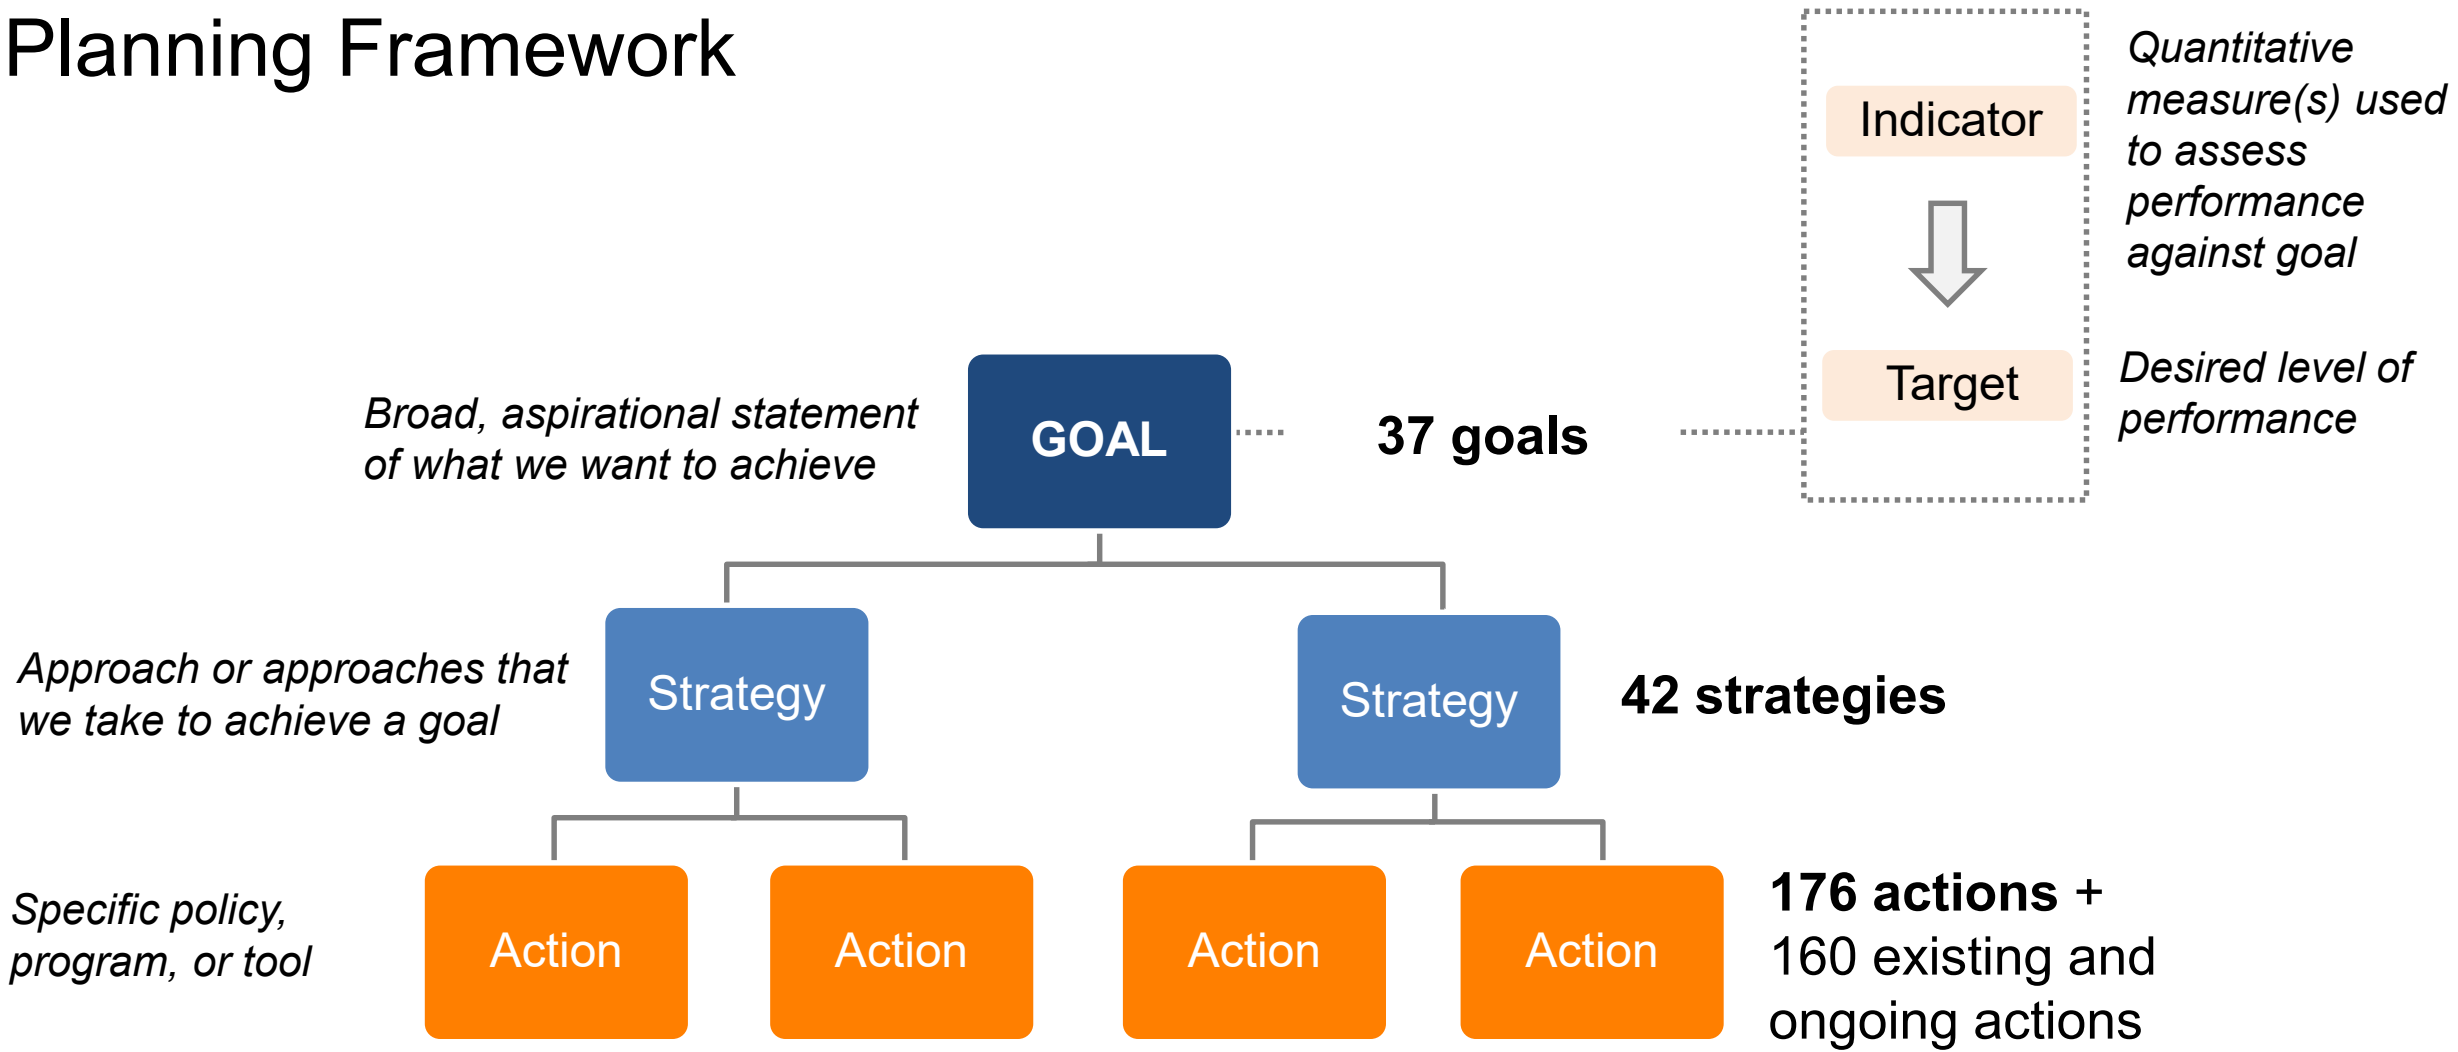 Planning Framework
Indicator
Quantitative
measure(s) used
to assess
performance
against goal
Target
Desired level of
performance
Broad, aspirational statement
of what we want to achieve
GOAL
37 goals
Approach or approaches that
we take to achieve a goal
Strategy
Strategy
42 strategies
Specific policy,
program, or tool
Action
Action
Action
Action
176 actions +
160 existing and
ongoing actions